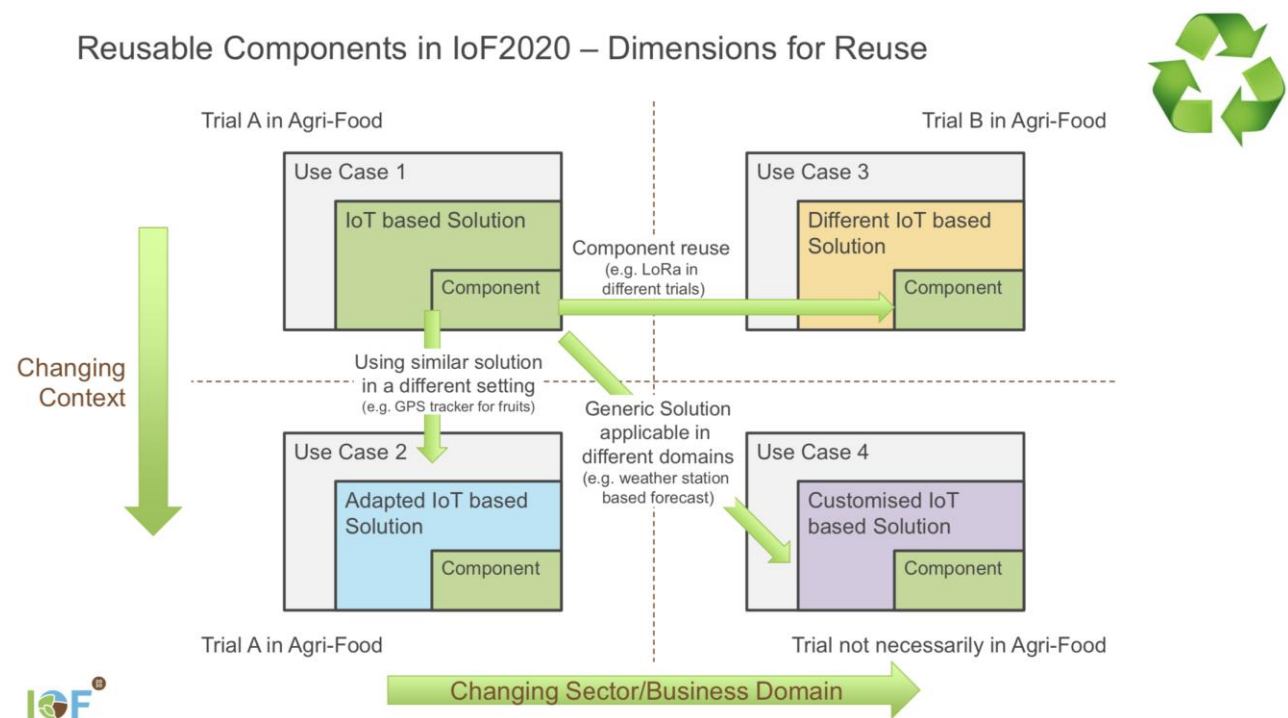 Reusable Components in IoF2020 – Dimensions for Reuse
Trial A in Agri-Food
Trial B in Agri-Food
Use Case 1
IoT based Solution
Component
Component reuse
(e.g. LoRa in
different trials)
Use Case 3
Different IoT based
Solution
Component
Changing
Context
Using similar solution
in a different setting
(e.g. GPS tracker for fruits)
Generic Solution
applicable in
different domains
(e.g. weather station
based forecast)
Use Case 2
Adapted IoT based
Solution
Component
Use Case 4
Customised IoT
based Solution
Component
Trial A in Agri-Food
Trial not necessarily in Agri-Food
Changing Sector/Business Domain
IOF